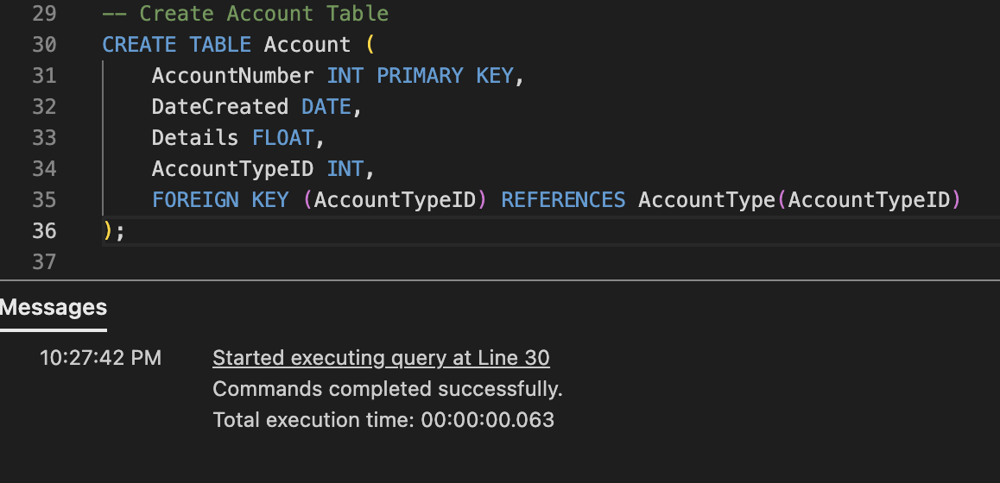 29 -- Create Account Table
30 CREATE TABLE Account (
31 AccountNumber INT PRIMARY KEY,
32 DateCreated DATE,
33 Details FLOAT,
34 AccountTypeID INT,
35 FOREIGN KEY (AccountTypeID) REFERENCES AccountType(AccountTypeID)
36 );
37
Messages
10:27:42 PM Started executing query at Line 30
Commands completed successfully.
Total execution time: 00:00:00.063